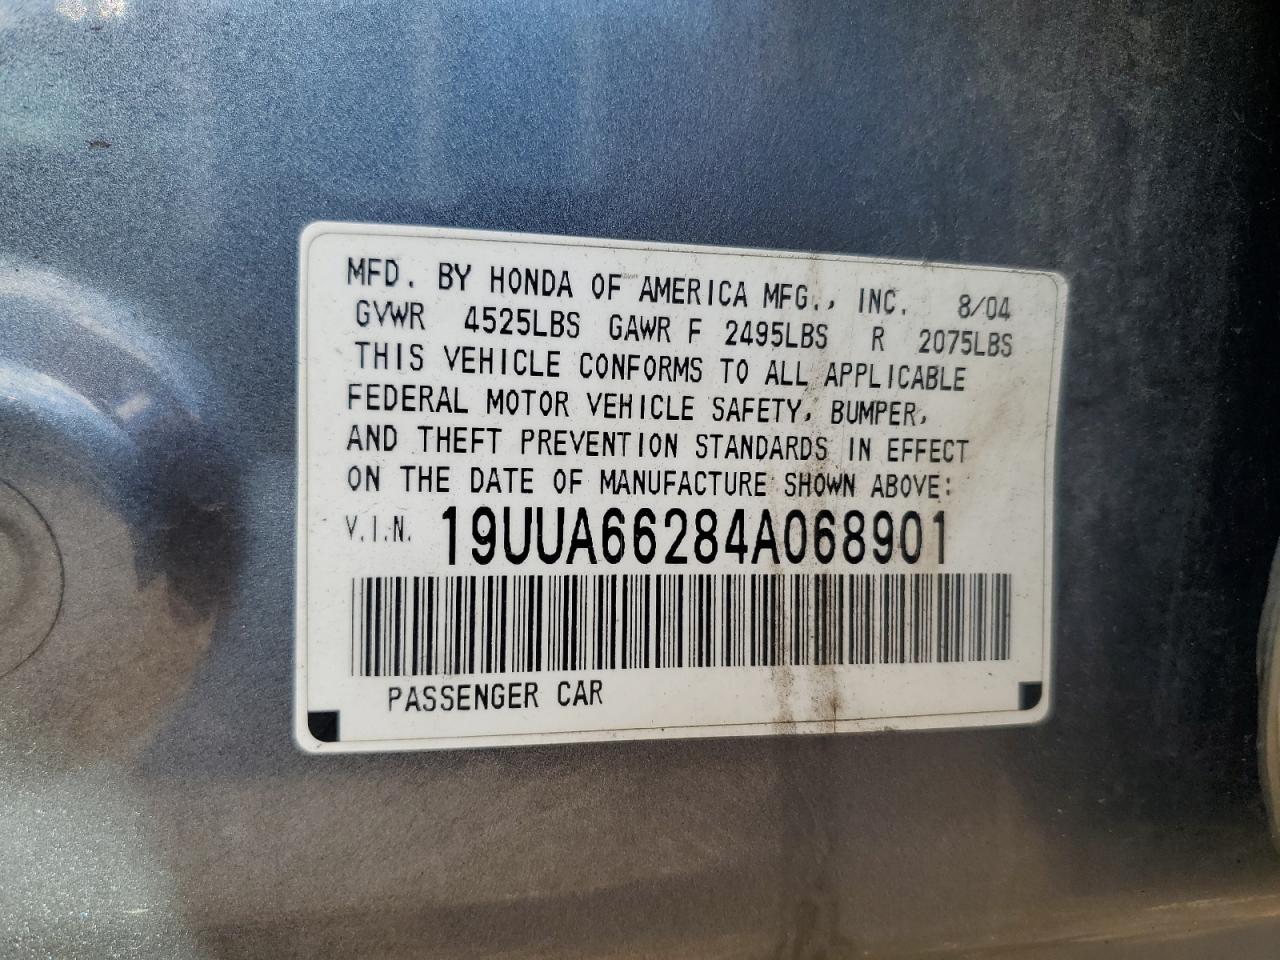 MFD. BY HONDA OF AMERICA MFG., INC. 8/04
GVWR 4525LBS GAWR F 2495LBS R 2075LBS
THIS VEHICLE CONFORMS TO ALL APPLICABLE
FEDERAL MOTOR VEHICLE SAFETY, BUMPER,
AND THEFT PREVENTION STANDARDS IN EFFECT
ON THE DATE OF MANUFACTURE SHOWN ABOVE:
V.I.N. 19UUA66284A068901
PASSENGER CAR